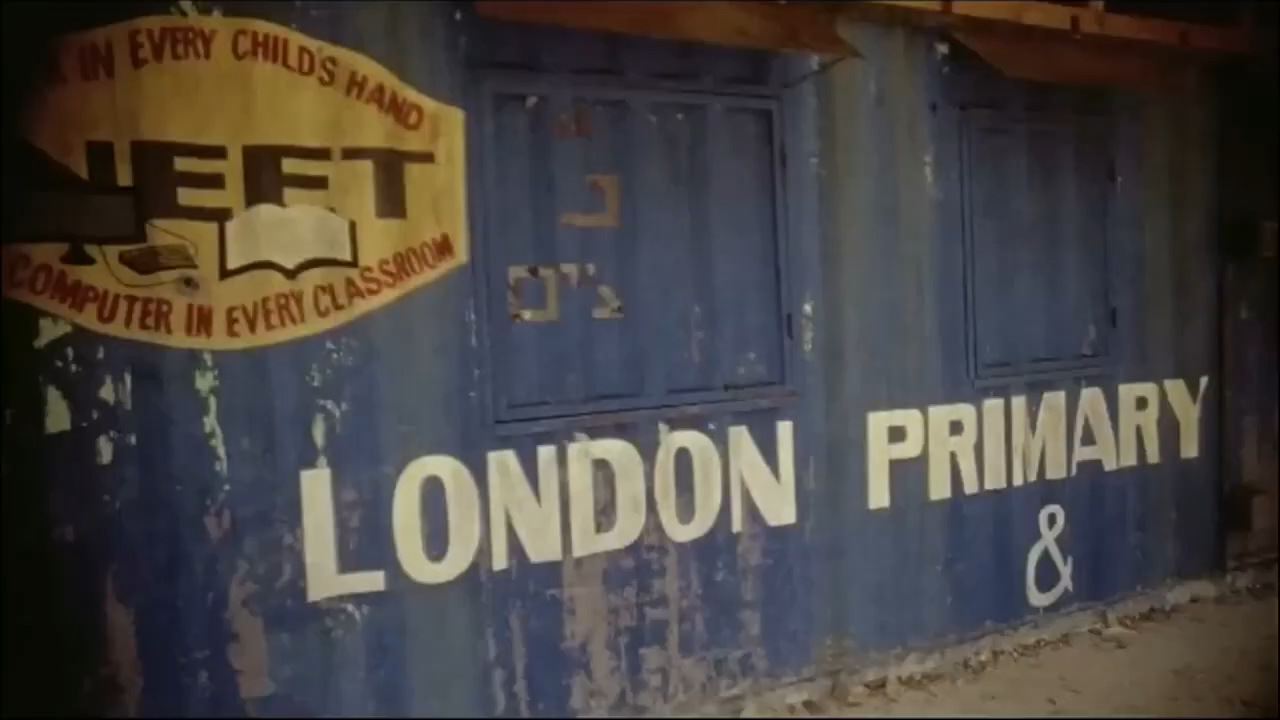 IN EVERY CHILD'S HAND
COMPUTER IN EVERY CLASSROOM
LONDON PRIMARY
&